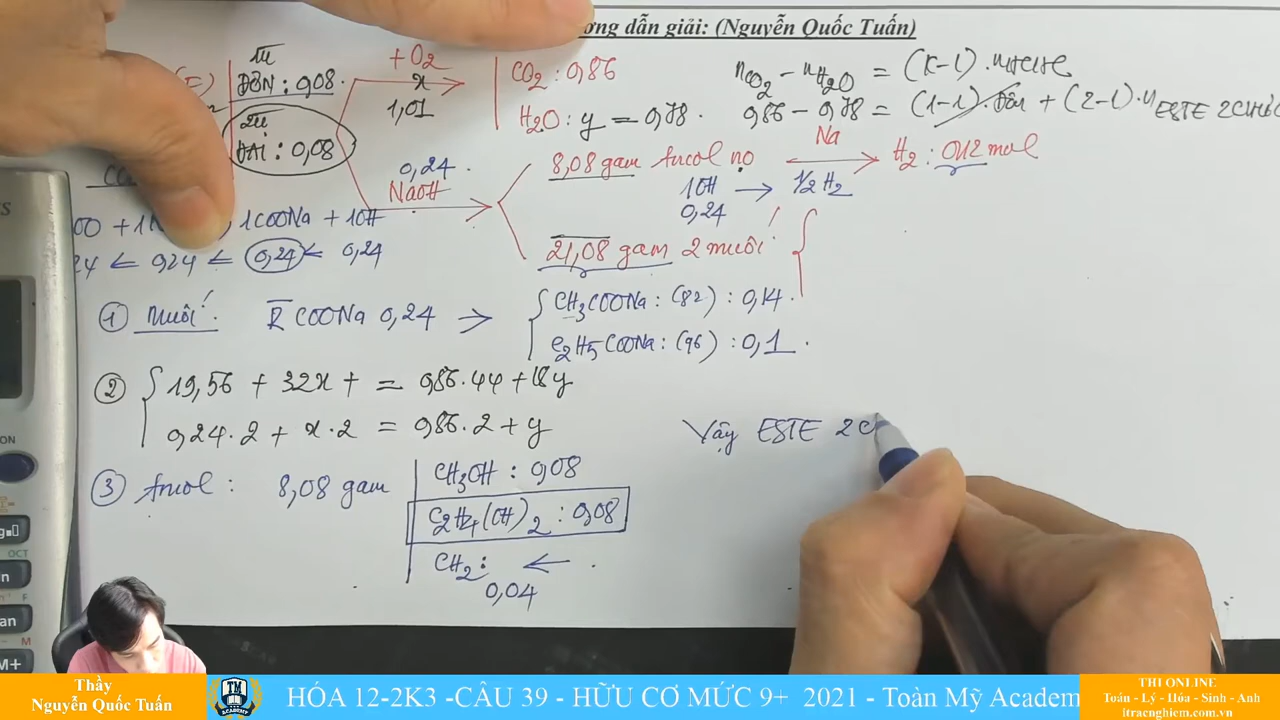 ơng dẫn giải: (Nguyễn Quốc Tuấn)
ĐƠN: 0,08.
ĐÔI: 0,08
+ O2
x
1,01
CO2: 0,86
H2O: y = 0,78.
nCO2 - nH2O = (K-1).
0,86 - 0,78 = (1-1). Đơn + (2-1). nESTE 2CHỨC
0,24.
NaOH
8,08 gam Ancol no
Na
H2: 0,12 mol
1OH → 1/2 H2
0,24
21,08 gam 2 muối
1COONa + 1OH
24 ← 0,24 ← 0,24 ← 0,24
① Muối: R̄COONa 0,24 →
CH3COONa: (82): 0,14.
C2H5COONa: (96): 0,1.
② 19,56 + 32x + = 0,86.44 + 18y
0,24.2 + x.2 = 0,86.2 + y
③ Ancol: 8,08 gam
CH3OH: 0,08
C2H4(OH)2: 0,08
CH2: ←
0,04
Vậy ESTE 2C
ON
OCT
M
M+
Thầy
Nguyễn Quốc Tuấn
TM
HÓA 12-2K3 -CÂU 39 - HỮU CƠ MỨC 9+ 2021 - Toàn Mỹ Academ
THI ONLINE
Toán - Lý - Hóa - Sinh - Anh
itracnghiem.com.vn